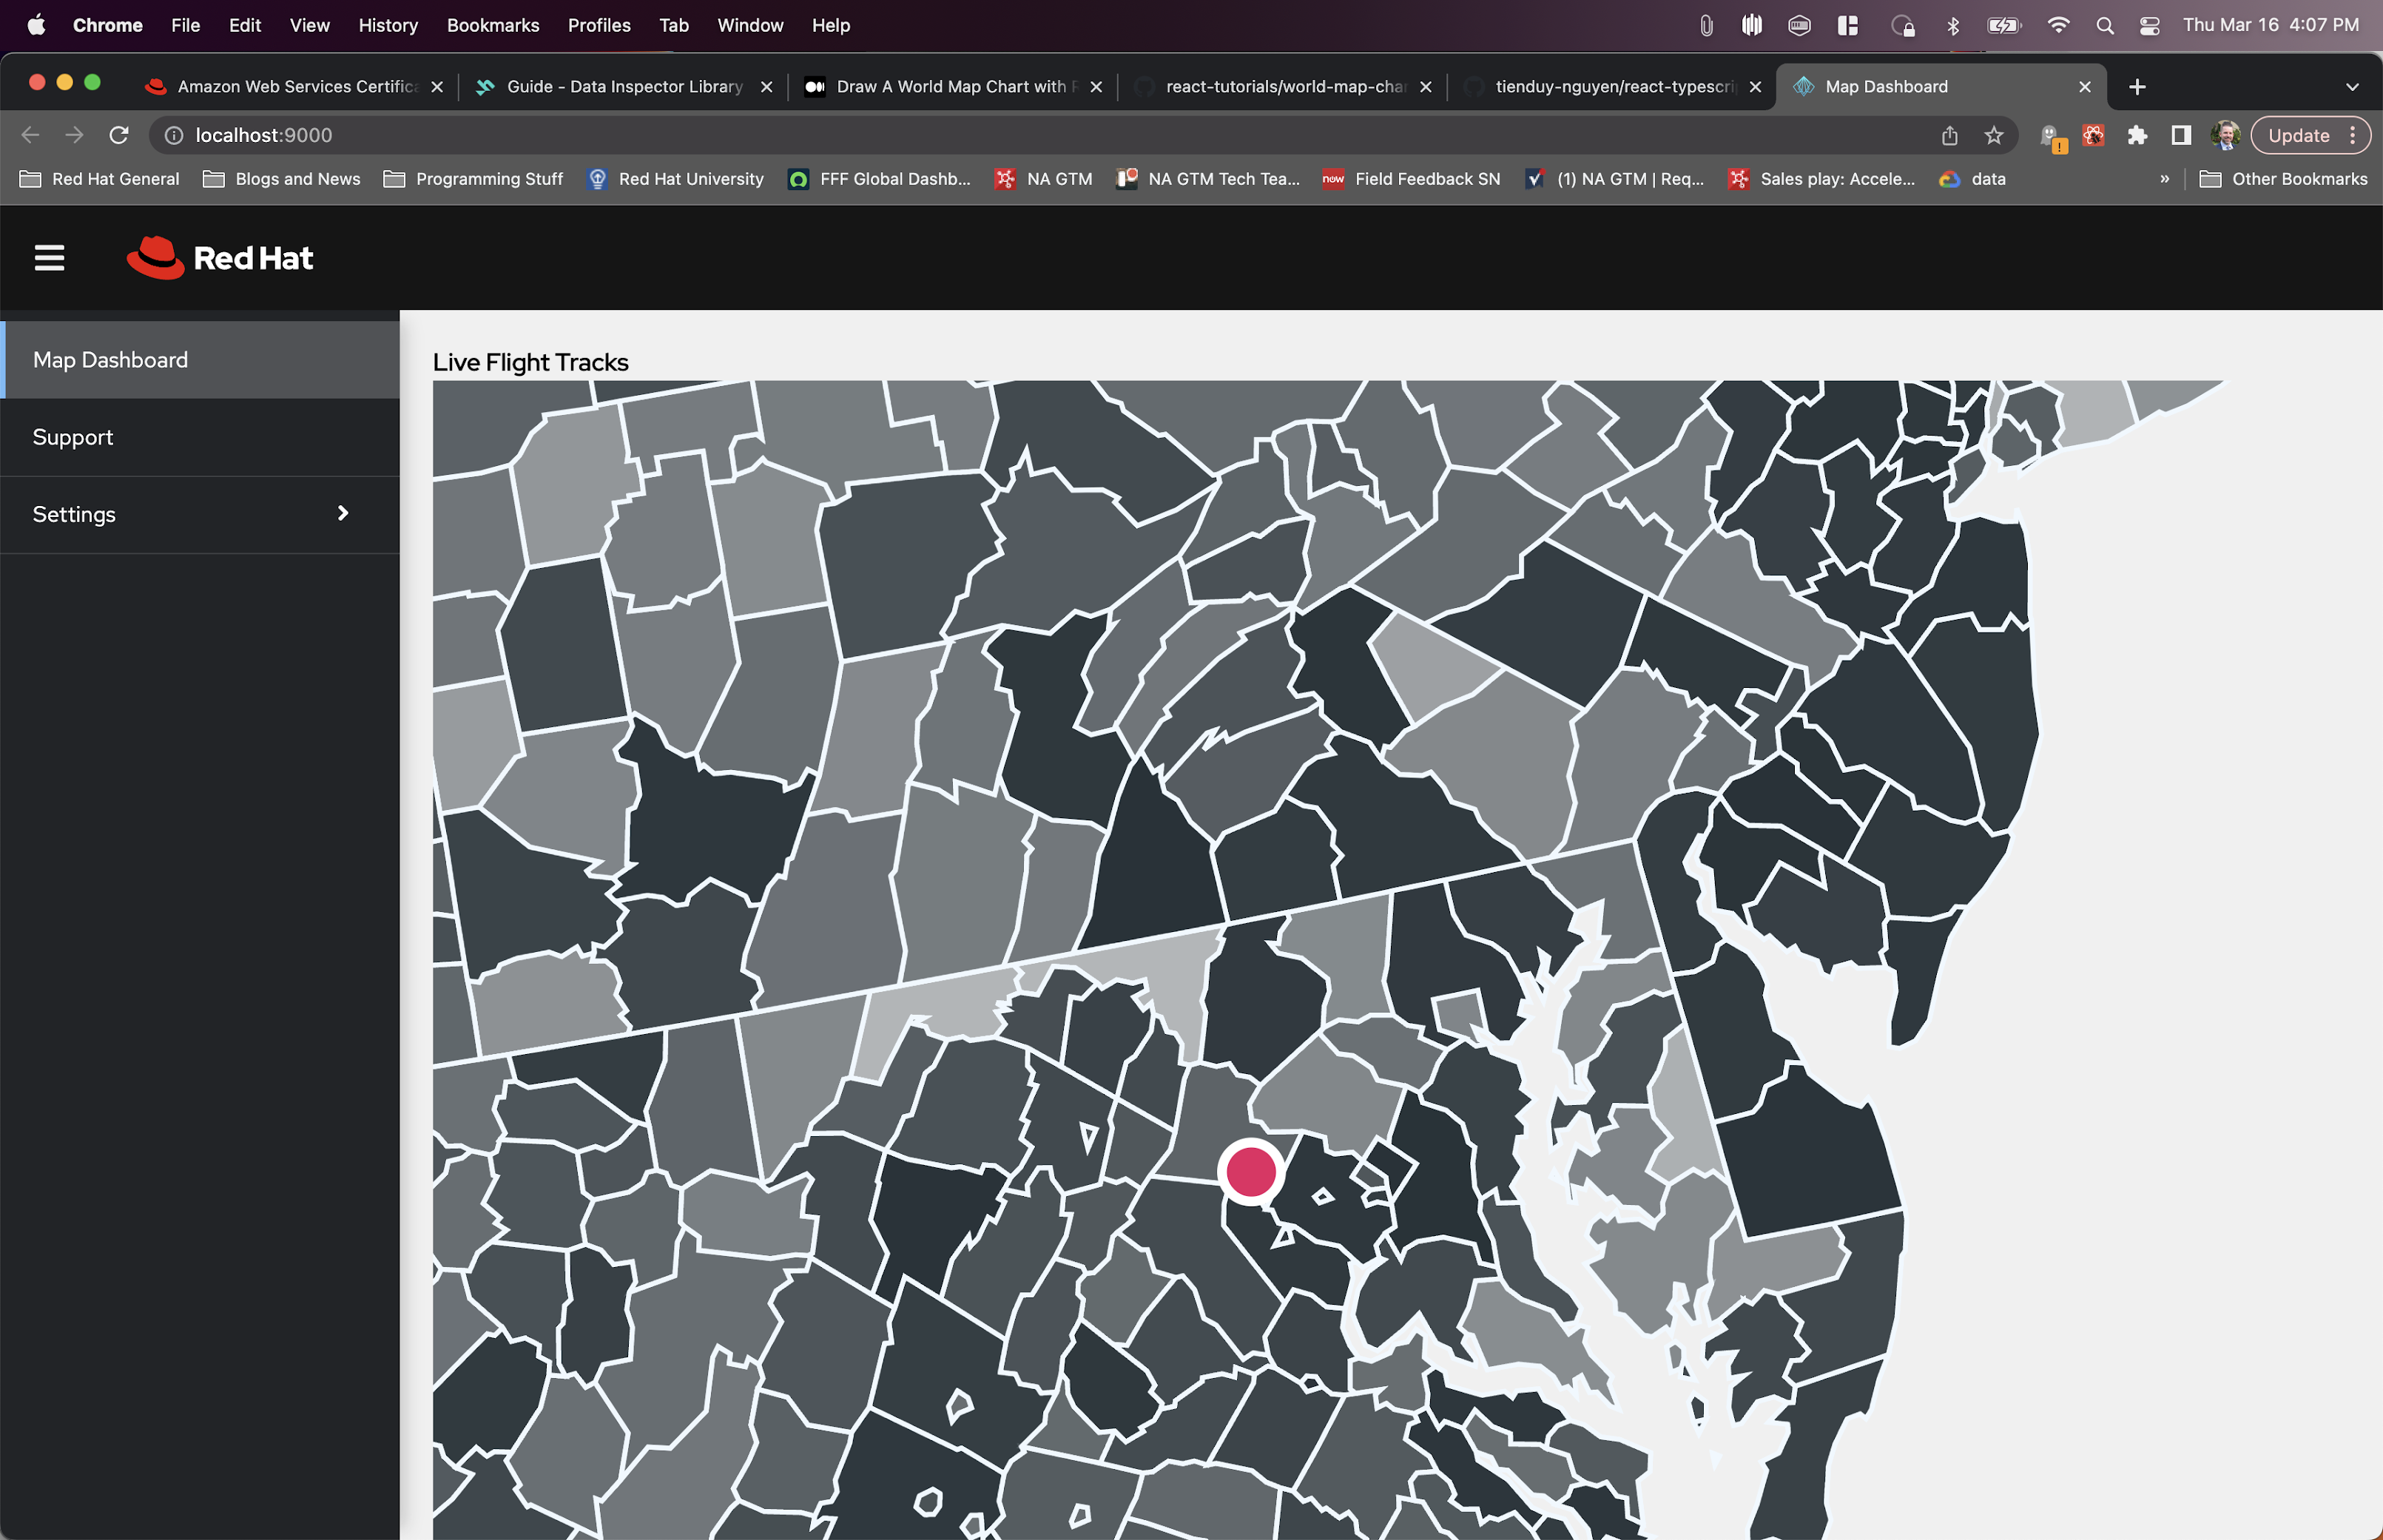 Chrome File Edit View History Bookmarks Profiles Tab Window Help Thu Mar 16 4:07 PM
Amazon Web Services Certifica Guide - Data Inspector Library Draw A World Map Chart with R react-tutorials/world-map-char tienduy-nguyen/react-typescrip Map Dashboard
localhost:9000 Update
Red Hat General Blogs and News Programming Stuff Red Hat University FFF Global Dashb... NA GTM NA GTM Tech Tea... now Field Feedback SN (1) NA GTM | Req... Sales play: Accele... data » Other Bookmarks
Red Hat
Map Dashboard
Support
Settings
Live Flight Tracks